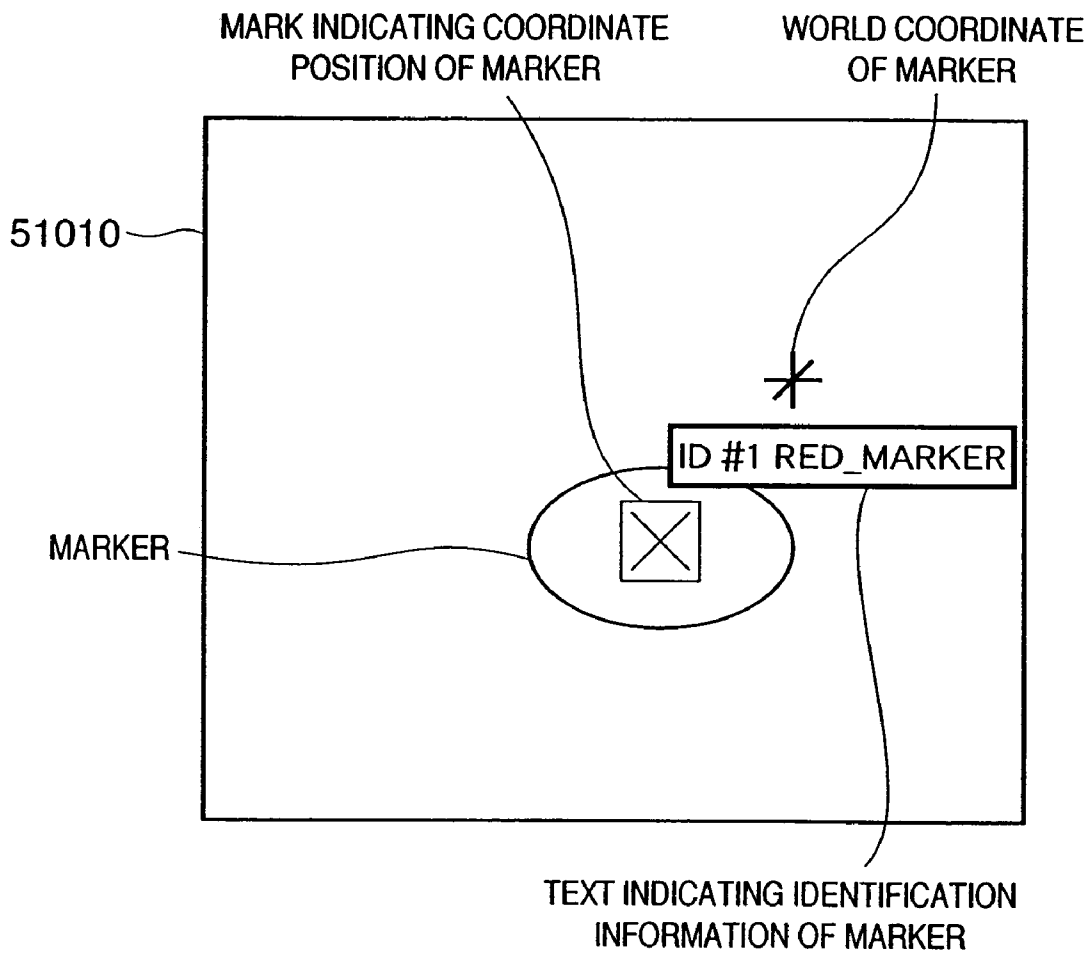 MARK INDICATING COORDINATE
POSITION OF MARKER
WORLD COORDINATE
OF MARKER
51010
ID #1 RED_MARKER
MARKER
TEXT INDICATING IDENTIFICATION
INFORMATION OF MARKER